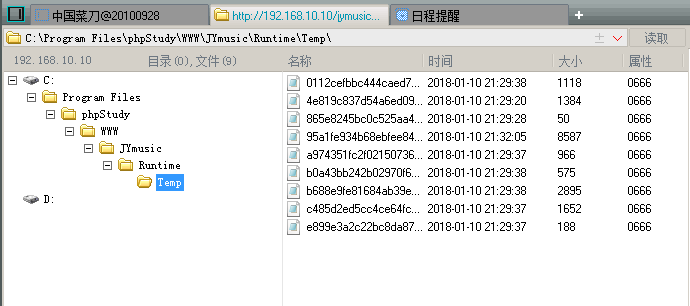 中国菜刀@20100928 http://192.168.10.10/jymusic... 日程提醒 +
C:\Program Files\phpStudy\WWW\JYmusic\Runtime\Temp\ 读取
192.168.10.10 目录(0),文件(9) 名称 时间 大小 属性
C:
Program Files
phpStudy
WWW
JYmusic
Runtime
Temp
D:
0112cefbbc444caed7... 2018-01-10 21:29:38 1118 0666
4e819c837d54a6ed09... 2018-01-10 21:29:20 1384 0666
865e8245bc0c525aa4... 2018-01-10 21:29:28 50 0666
95a1fe934b68ebfee84... 2018-01-10 21:32:05 8587 0666
a974351fc2f02150736... 2018-01-10 21:29:37 966 0666
b0a43bb242b02970f6... 2018-01-10 21:29:38 575 0666
b688e9fe81684ab39e... 2018-01-10 21:29:38 2895 0666
c485d2ed5cc4ce64fc... 2018-01-10 21:29:37 1652 0666
e899e3a2c22bc8da87... 2018-01-10 21:29:37 188 0666